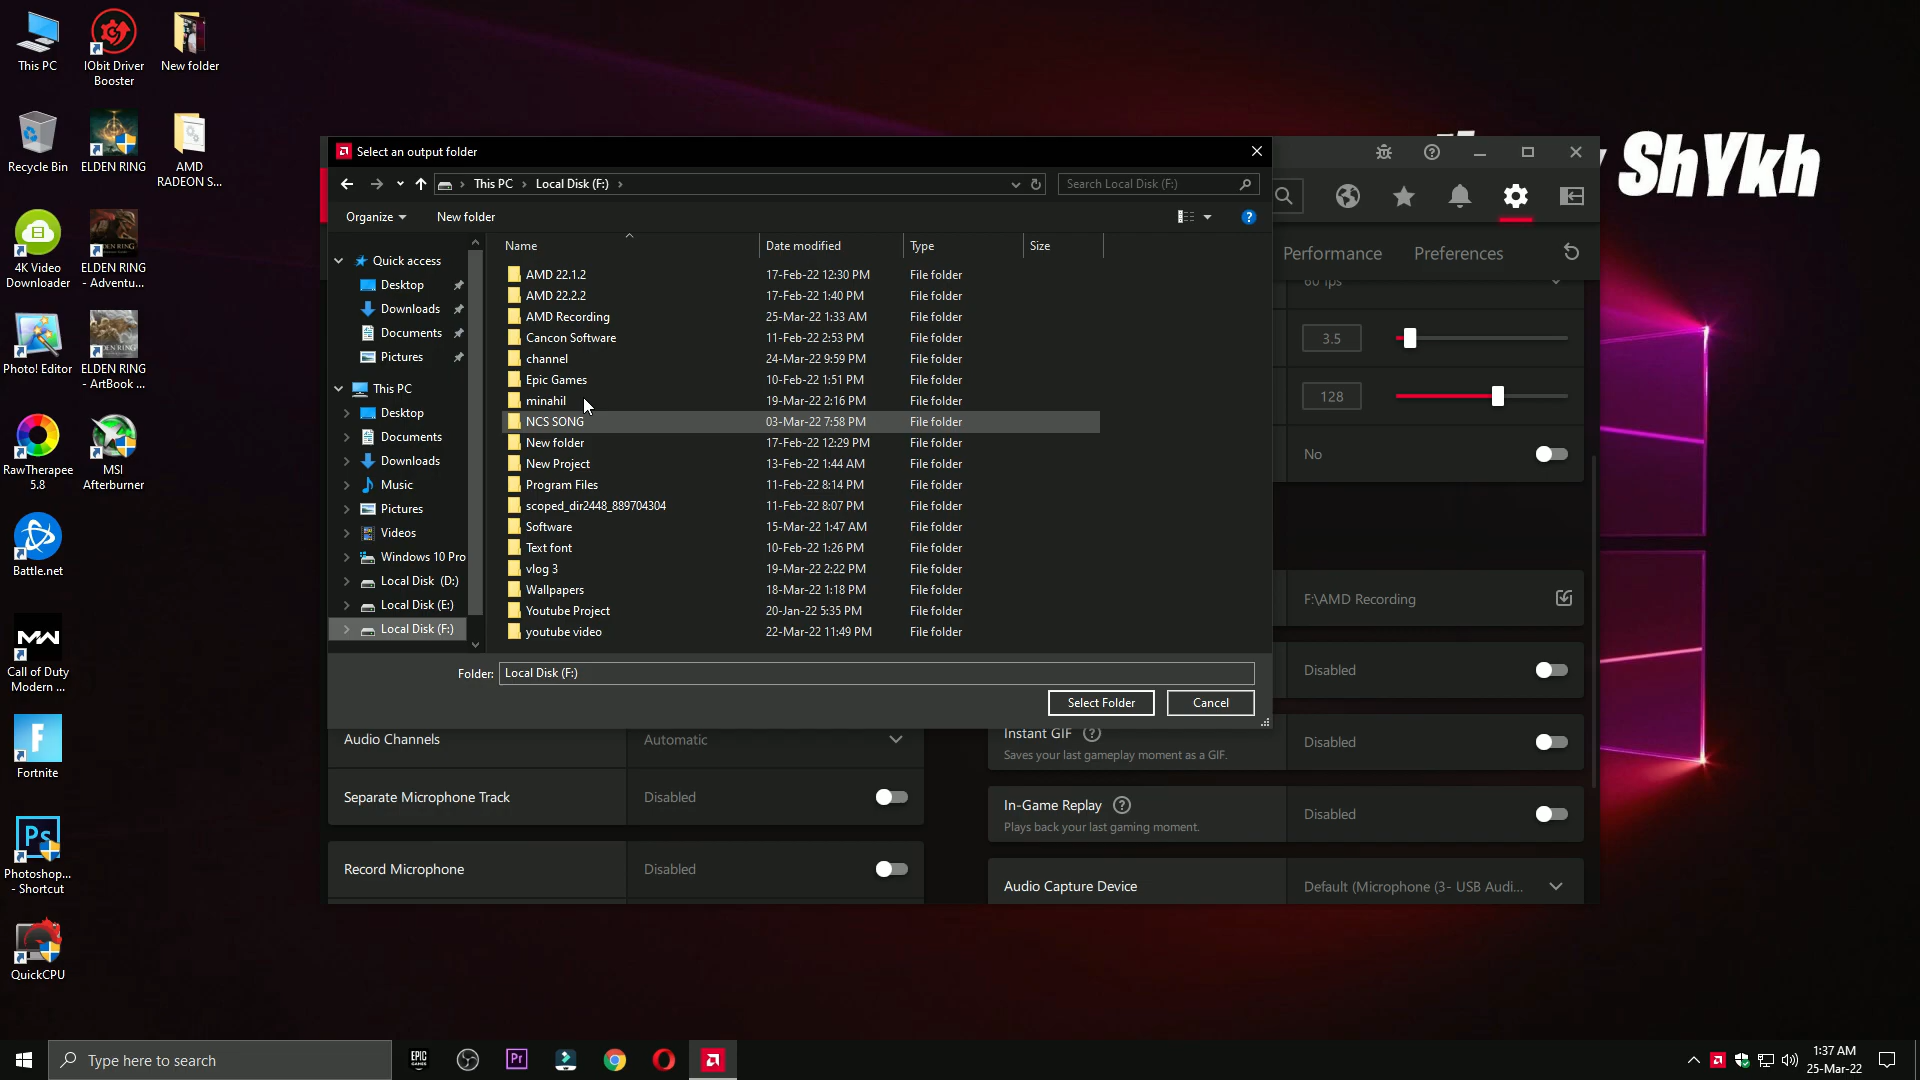 This PC
IObit Driver
Booster
New folder
Recycle Bin
ELDEN RING
AMD
RADEON S...
4K Video
Downloader
ELDEN RING
- Adventu...
Photo! Editor
ELDEN RING
- ArtBook ...
RawTherapee
5.8
MSI
Afterburner
Battle.net
Call of Duty
Modern ...
Fortnite
Photoshop...
- Shortcut
QuickCPU
ShYkh
Select an output folder
This PC
Local Disk (F:)
Search Local Disk (F:)
Organize
New folder
Quick access
Desktop
Downloads
Documents
Pictures
This PC
Desktop
Documents
Downloads
Music
Pictures
Videos
Windows 10 Pro
Local Disk (D:)
Local Disk (E:)
Local Disk (F:)
Name Date modified Type Size
AMD 22.1.2 17-Feb-22 12:30 PM File folder
AMD 22.2.2 17-Feb-22 1:40 PM File folder
AMD Recording 25-Mar-22 1:33 AM File folder
Cancon Software 11-Feb-22 2:53 PM File folder
channel 24-Mar-22 9:59 PM File folder
Epic Games 10-Feb-22 1:51 PM File folder
minahil 19-Mar-22 2:16 PM File folder
NCS SONG 03-Mar-22 7:58 PM File folder
New folder 17-Feb-22 12:29 PM File folder
New Project 13-Feb-22 1:44 AM File folder
Program Files 11-Feb-22 8:14 PM File folder
scoped_dir2448_889704304 11-Feb-22 8:07 PM File folder
Software 15-Mar-22 1:47 AM File folder
Text font 10-Feb-22 1:26 PM File folder
vlog 3 19-Mar-22 2:22 PM File folder
Wallpapers 18-Mar-22 1:18 PM File folder
Youtube Project 20-Jan-22 5:35 PM File folder
youtube video 22-Mar-22 11:49 PM File folder
Folder: Local Disk (F:)
Select Folder
Cancel
Performance
Preferences
60 fps
3.5
128
No
F:\AMD Recording
Disabled
Audio Channels
Automatic
Separate Microphone Track
Disabled
Record Microphone
Disabled
Instant GIF
Saves your last gameplay moment as a GIF.
Disabled
In-Game Replay
Plays back your last gaming moment.
Disabled
Audio Capture Device
Default (Microphone (3- USB Audi...
Type here to search
EPIC
GAMES
Pr
1:37 AM
25-Mar-22